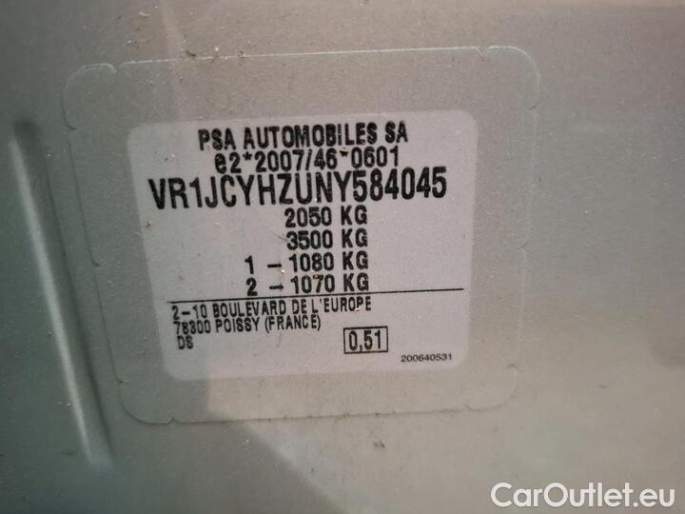 PSA AUTOMOBILES SA
e2*2007/46*0601
VR1JCYHZUNY584045
2050 KG
3500 KG
1 - 1080 KG
2 - 1070 KG
2-10 BOULEVARD DE L'EUROPE
78300 POISSY (FRANCE)
DS
0,51
200640531
CarOutlet.eu